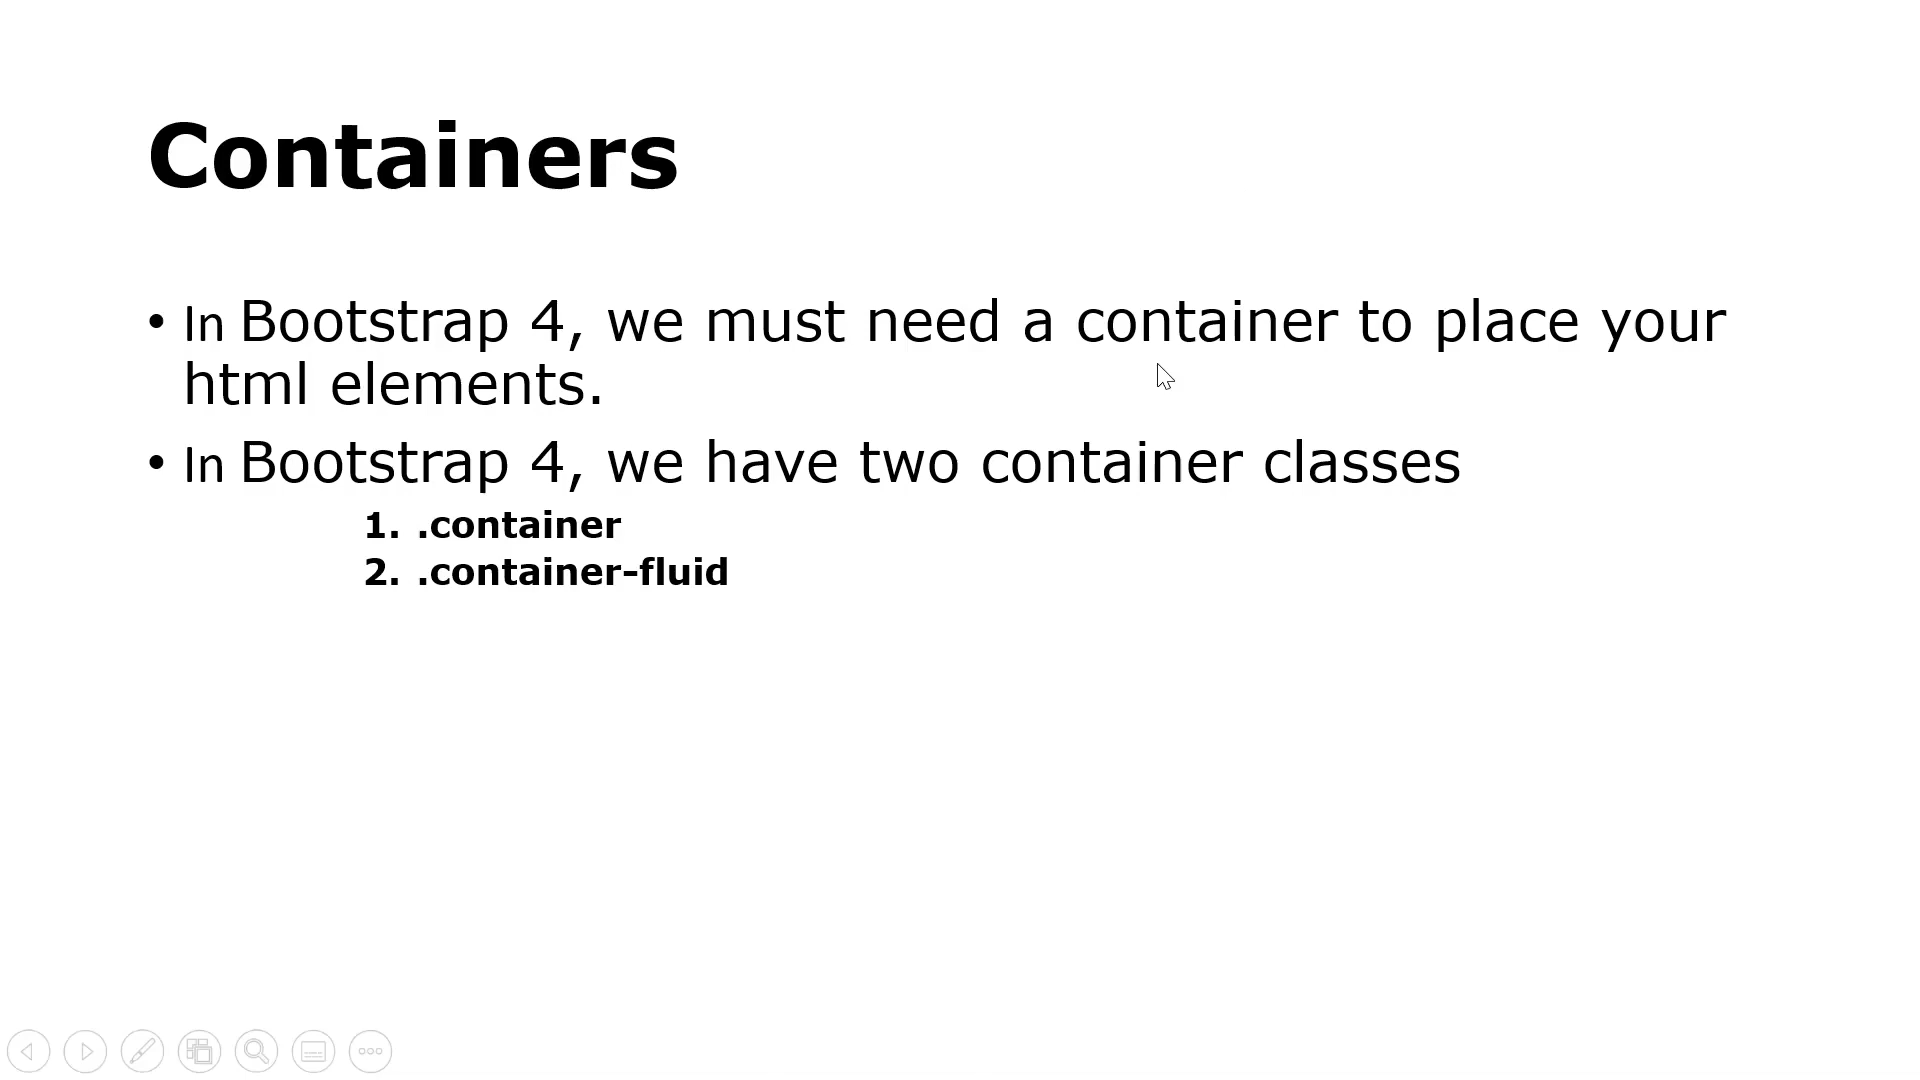 Containers
• In Bootstrap 4, we must need a container to place your
html elements.
• In Bootstrap 4, we have two container classes
1. .container
2. .container-fluid